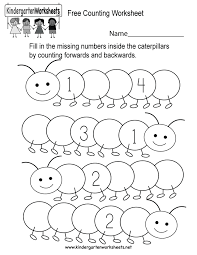 Kindergarten Worksheets
Free Counting Worksheet
Name
Fill in the missing numbers inside the caterpillars
by counting forwards and backwards.
1 4
3 1
2
2
www.kindergartenworksheets.net